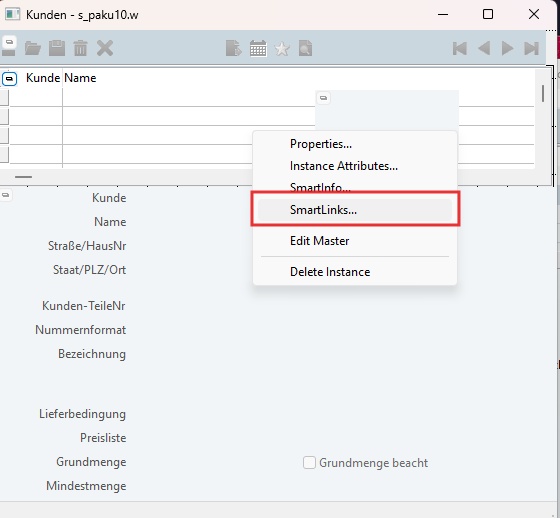 Kunden - s_paku10.w
Kunde Name
Properties...
Instance Attributes...
SmartInfo...
SmartLinks...
Edit Master
Delete Instance
Kunde
Name
Straße/HausNr
Staat/PLZ/Ort
Kunden-TeileNr
Nummernformat
Bezeichnung
Lieferbedingung
Preisliste
Grundmenge
Grundmenge beacht
Mindestmenge